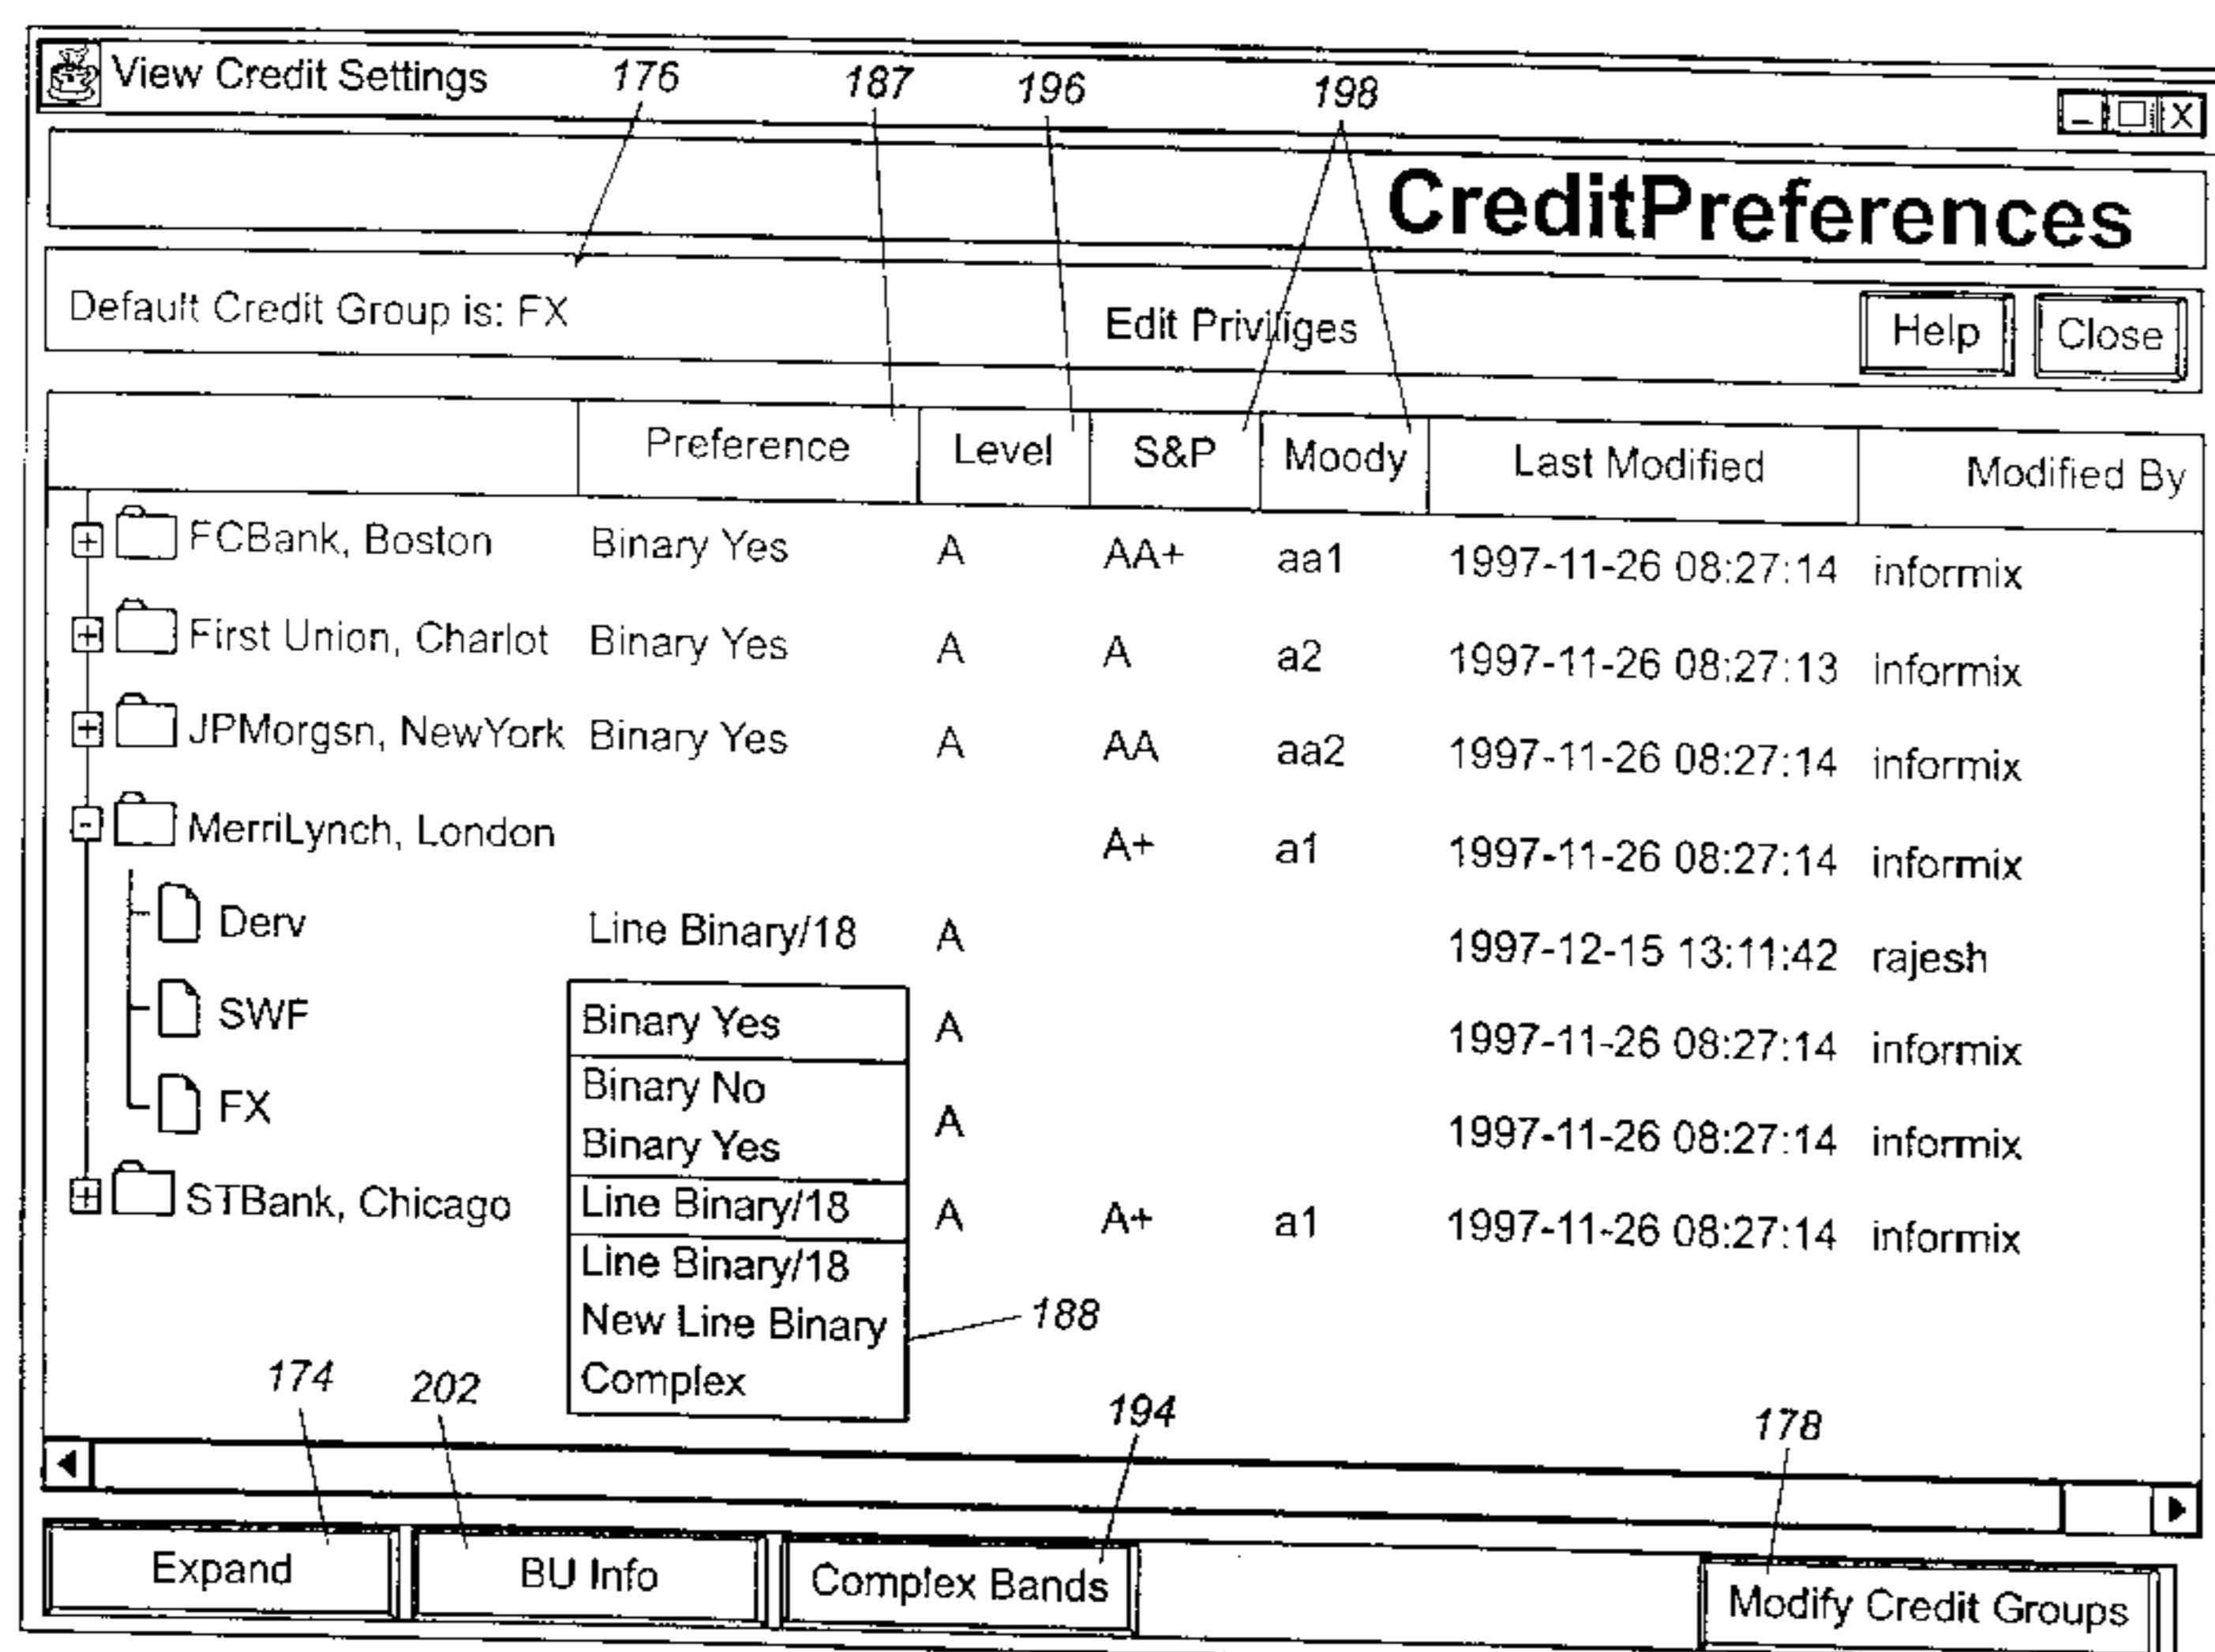 View Credit Settings 176 187 196 198
CreditPreferences
Default Credit Group is: FX Edit Priviliges Help Close
Preference Level S&P Moody Last Modified Modified By
FCBank, Boston Binary Yes A AA+ aa1 1997-11-26 08:27:14 informix
First Union, Charlot Binary Yes A A a2 1997-11-26 08:27:13 informix
JPMorgsn, NewYork Binary Yes A AA aa2 1997-11-26 08:27:14 informix
MerriLynch, London A+ a1 1997-11-26 08:27:14 informix
Derv Line Binary/18 A 1997-12-15 13:11:42 rajesh
SWF Binary Yes A 1997-11-26 08:27:14 informix
Binary No
FX A 1997-11-26 08:27:14 informix
Binary Yes
STBank, Chicago Line Binary/18 A A+ a1 1997-11-26 08:27:14 informix
Line Binary/18
New Line Binary 188
Complex
174 202 194 178
Expand BU Info Complex Bands Modify Credit Groups